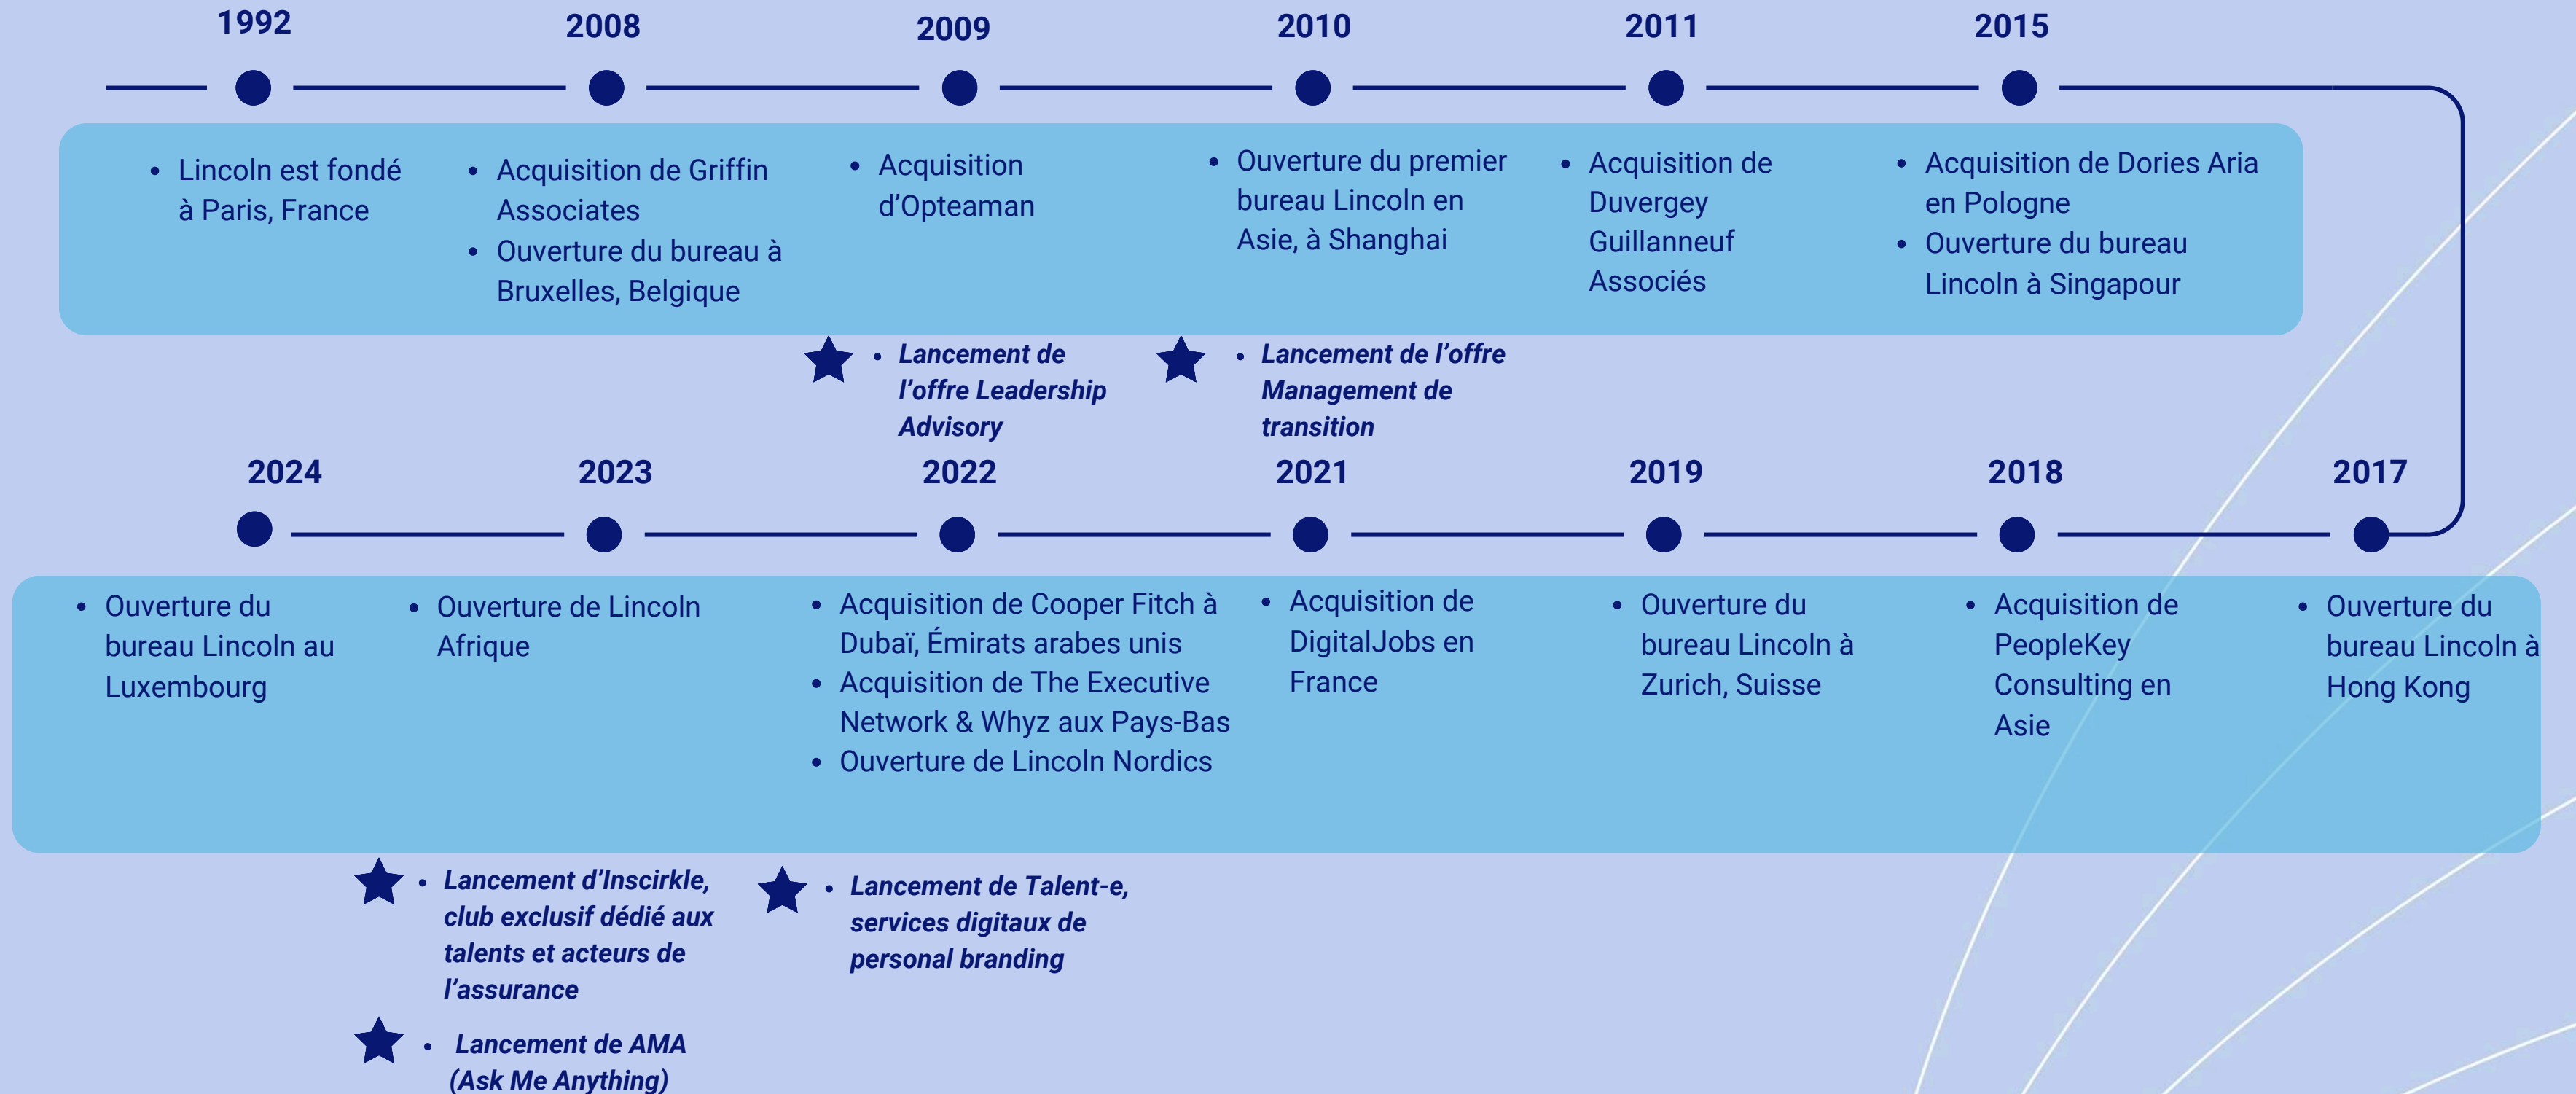 1992
2008
2009
2010
2011
2015
• Lincoln est fondé
à Paris, France
• Acquisition de Griffin
Associates
• Ouverture du bureau à
Bruxelles, Belgique
• Acquisition
d’Opteaman
• Ouverture du premier
bureau Lincoln en
Asie, à Shanghai
• Acquisition de
Duvergey
Guillanneuf
Associés
• Acquisition de Dories Aria
en Pologne
• Ouverture du bureau
Lincoln à Singapour
• Lancement de
l’offre Leadership
Advisory
• Lancement de l’offre
Management de
transition
2024
2023
2022
2021
2019
2018
2017
• Ouverture du
bureau Lincoln au
Luxembourg
• Ouverture de Lincoln
Afrique
• Acquisition de Cooper Fitch à
Dubaï, Émirats arabes unis
• Acquisition de The Executive
Network & Whyz aux Pays-Bas
• Ouverture de Lincoln Nordics
• Acquisition de
DigitalJobs en
France
• Ouverture du
bureau Lincoln à
Zurich, Suisse
• Acquisition de
PeopleKey
Consulting en
Asie
• Ouverture du
bureau Lincoln à
Hong Kong
• Lancement d’Inscirkle,
club exclusif dédié aux
talents et acteurs de
l’assurance
• Lancement de AMA
(Ask Me Anything)
• Lancement de Talent-e,
services digitaux de
personal branding